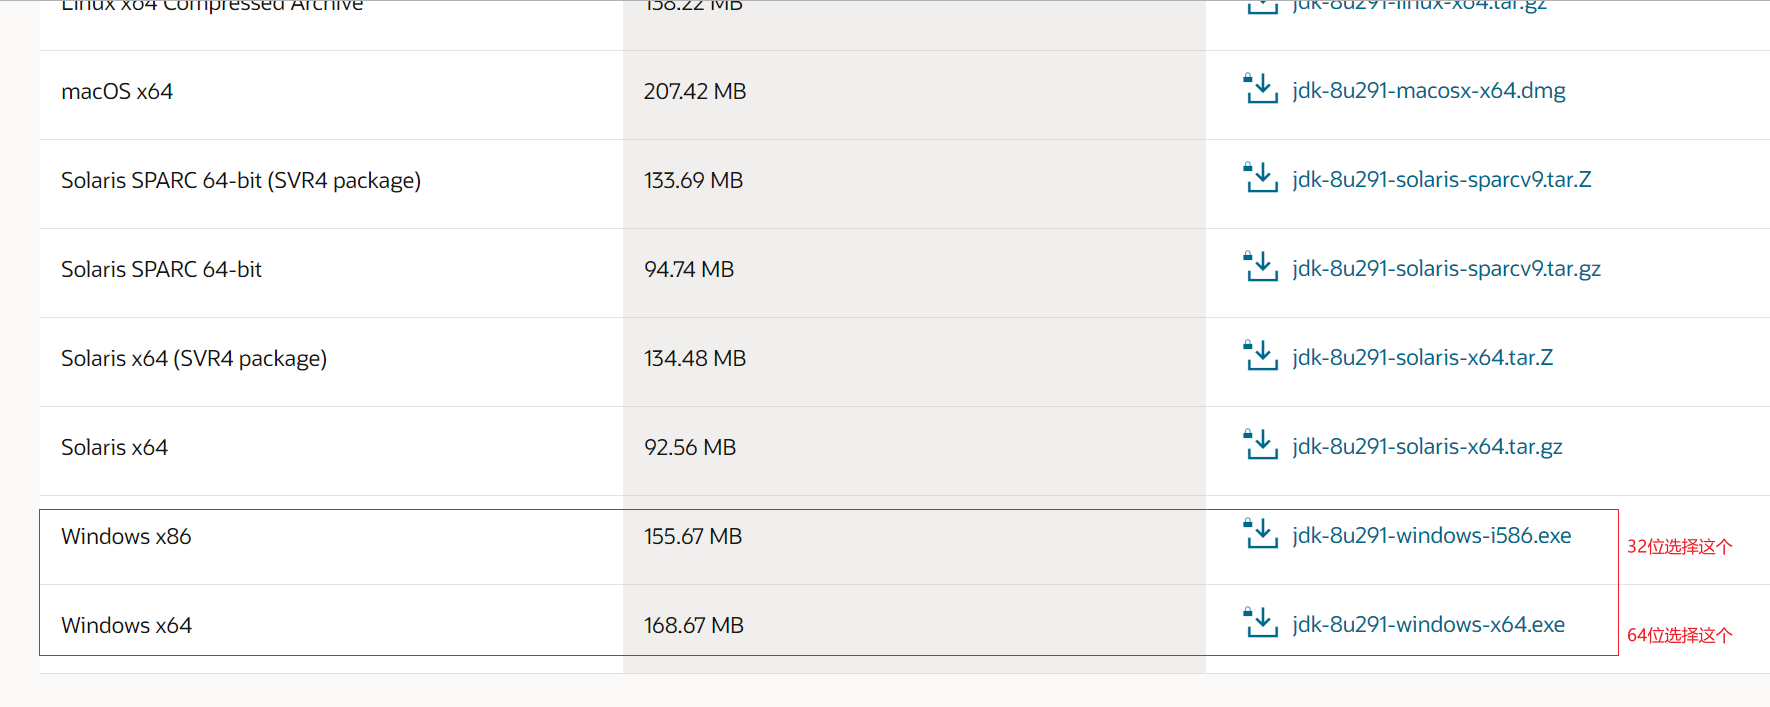 Linux x64 Compressed Archive 138.22 MB jdk-8u291-linux-x64.tar.gz
macOS x64 207.42 MB jdk-8u291-macosx-x64.dmg
Solaris SPARC 64-bit (SVR4 package) 133.69 MB jdk-8u291-solaris-sparcv9.tar.Z
Solaris SPARC 64-bit 94.74 MB jdk-8u291-solaris-sparcv9.tar.gz
Solaris x64 (SVR4 package) 134.48 MB jdk-8u291-solaris-x64.tar.Z
Solaris x64 92.56 MB jdk-8u291-solaris-x64.tar.gz
Windows x86 155.67 MB jdk-8u291-windows-i586.exe 32位选择这个
Windows x64 168.67 MB jdk-8u291-windows-x64.exe 64位选择这个